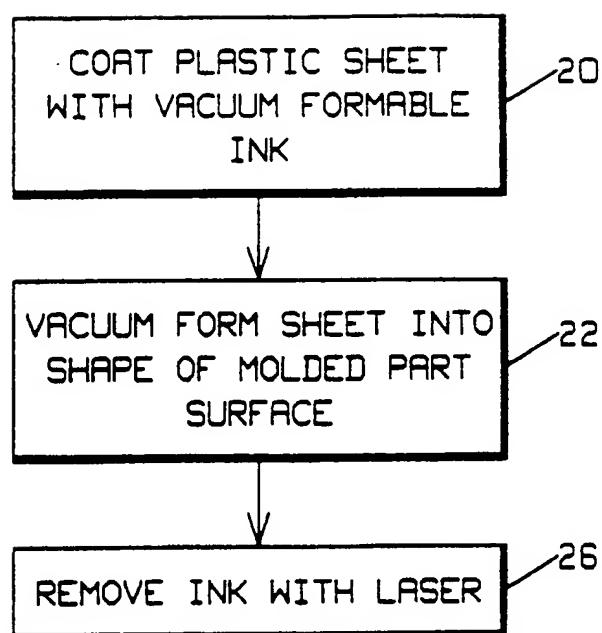 COAT PLASTIC SHEET
WITH VACUUM FORMABLE
INK
20
VACUUM FORM SHEET INTO
SHAPE OF MOLDED PART
SURFACE
22
REMOVE INK WITH LASER
26